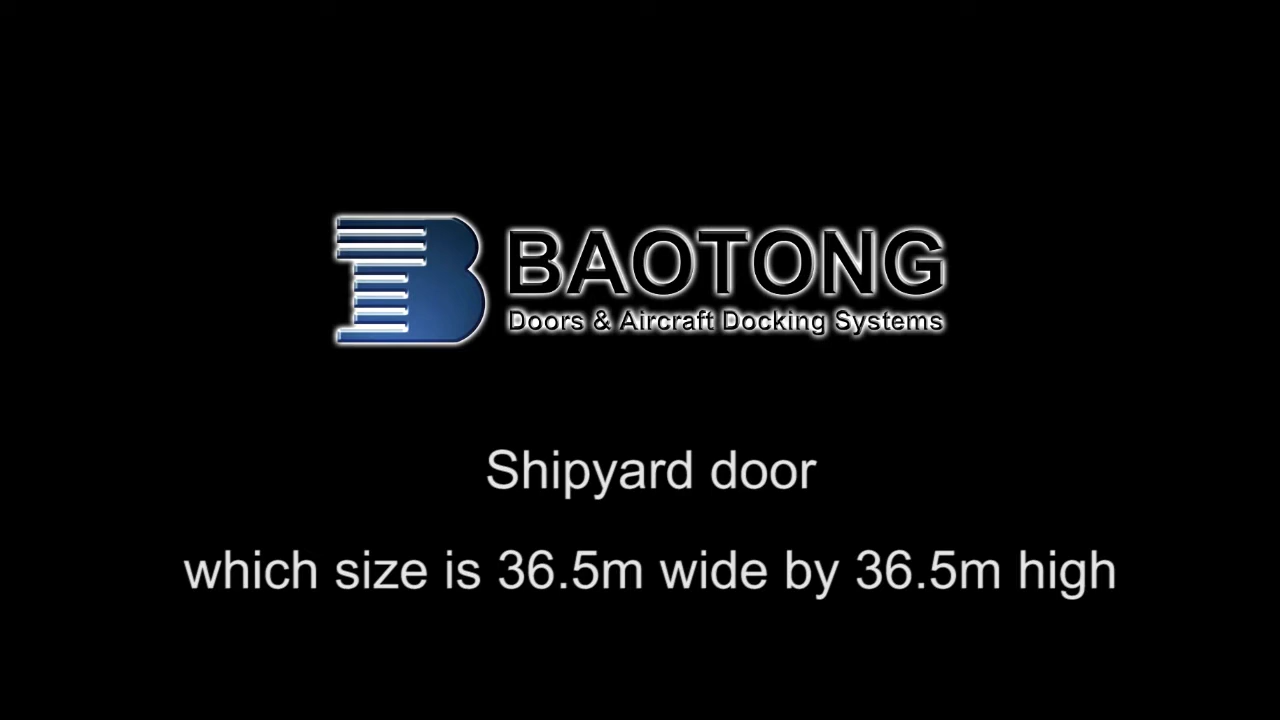 BAOTONG
Doors & Aircraft Docking Systems
Shipyard door
which size is 36.5m wide by 36.5m high